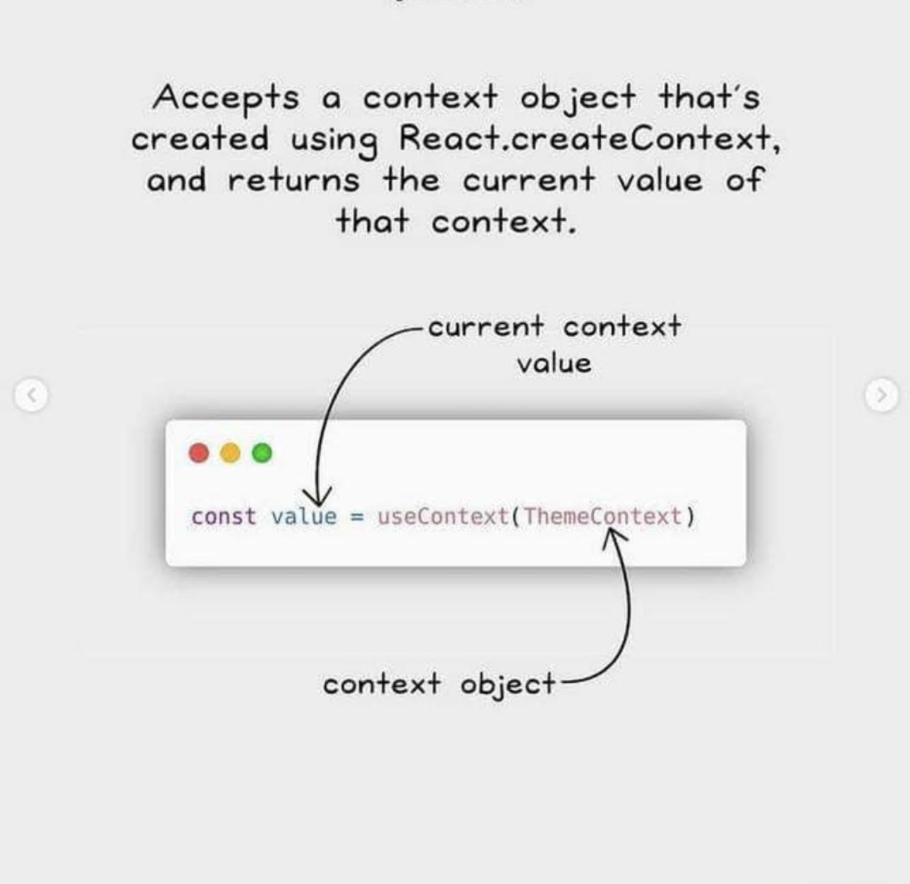 Accepts a context object that's
created using React.createContext,
and returns the current value of
that context.
current context
value
const value = useContext(ThemeContext)
context object